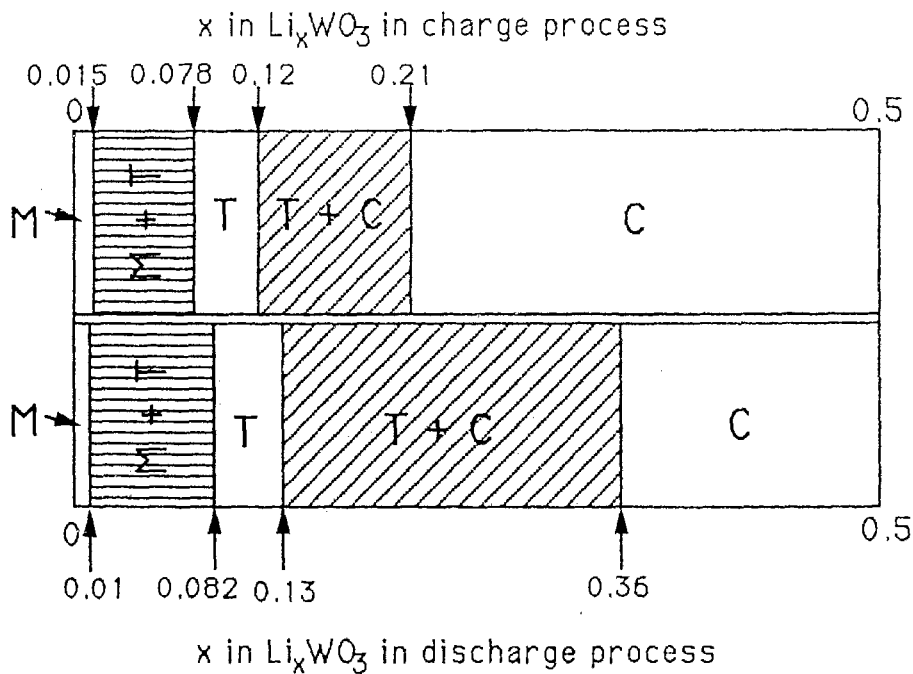 x in LiₓWO₃ in charge process
0.015 0.078 0.12 0.21
0 0.5
M M + T T T + C C
M M + T T T + C C
0 0.5
0.01 0.082 0.13 0.36
x in LiₓWO₃ in discharge process